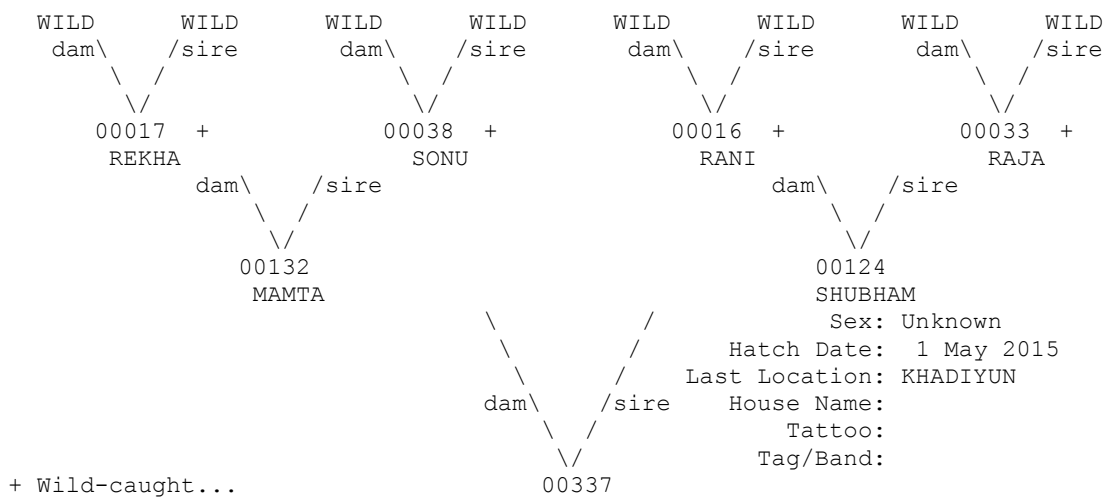 WILD WILD WILD WILD WILD WILD WILD WILD
dam\ /sire dam\ /sire dam\ /sire dam\ /sire
\ / \ / \ / \ /
\/ \/ \/ \/
00017 + 00038 + 00016 + 00033 +
REKHA SONU RANI RAJA
dam\ /sire dam\ /sire
\ / \ /
\/ \/
00132 00124
MAMTA SHUBHAM
\ / Sex: Unknown
\ / Hatch Date: 1 May 2015
\ / Last Location: KHADIYUN
dam\ /sire House Name:
\ / Tattoo:
\/ Tag/Band:
+ Wild-caught... 00337